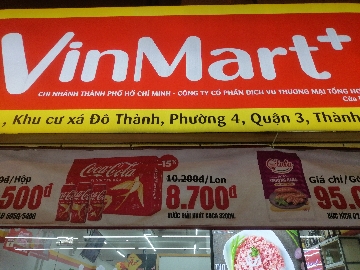 VinMart+
CHI NHÁNH THÀNH PHỐ HỒ CHÍ MINH - CÔNG TY CỔ PHẦN DỊCH VỤ THƯƠNG MẠI TỔNG
, Khu cư xá Đô Thành, Phường 4, Quận 3, Thành
đ/Hộp
500đ
Coca-Cola
-15%
10.200đ/Lon
8.700đ
Giá chỉ/Gó
95.